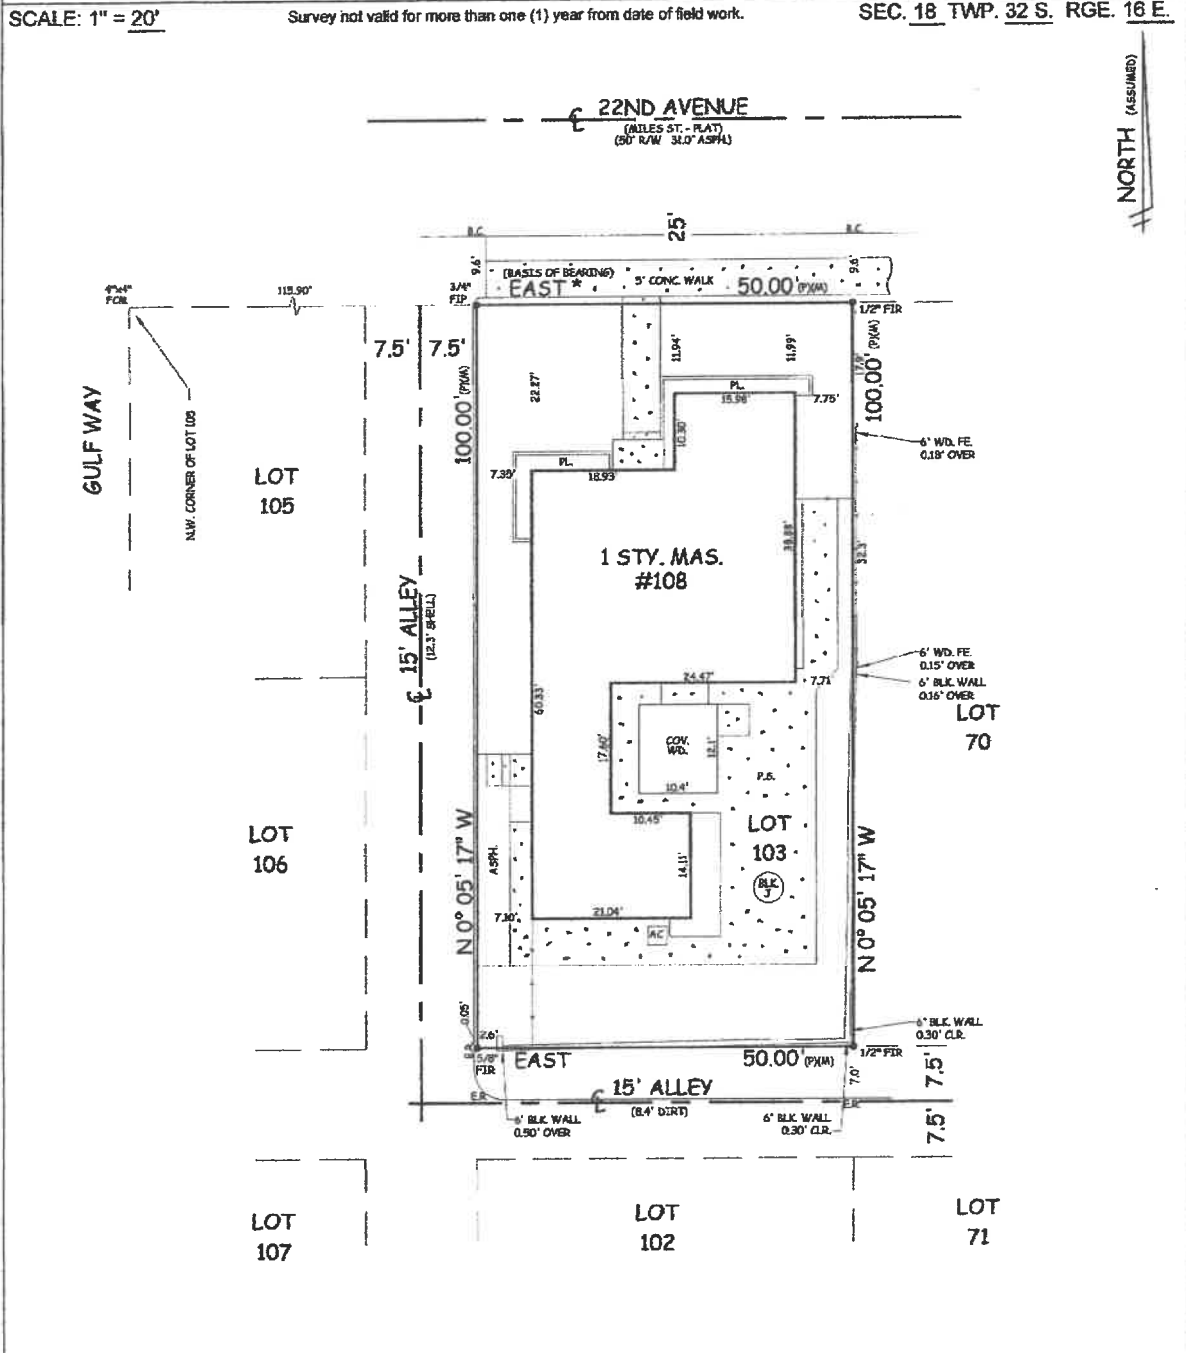 SCALE: 1" = 20'
Survey not valid for more than one (1) year from date of field work.
SEC. 18 TWP. 32 S. RGE. 16 E.
NORTH (ASSUMED)
22ND AVENUE
(MILES ST. - PLAT)
(50' R/W 31.0' ASPH.)
25'
B.C.
B.C.
9.6'
(BASIS OF BEARING)
5' CONC. WALK
9.6'
EAST *
50.00' (P)(M)
4"x4"
FCM
115.90'
3/4"
FIP
1/2" FIR
7.5'
7.5'
100.00' (P)(M)
22.27'
11.94'
11.99'
17.9'
100.00' (P)(M)
PL.
15.98'
7.75'
GULF WAY
N.W. CORNER OF LOT 105
LOT
105
10.30'
6' WD. FE.
0.18' OVER
PL.
7.35'
18.93'
1 STY. MAS.
#108
32.3'
15' ALLEY
(12.3' SHELL)
6' WD. FE.
0.15' OVER
6' BLK. WALL
0.16' OVER
24.47'
7.71'
60.33'
LOT
70
17.60'
COV.
WD.
12.1'
10.4'
P.S.
10.45'
LOT
103
BLK
J
LOT
106
N 0° 05' 17" W
ASPH.
14.11'
N 0° 05' 17" W
7.10'
21.04'
AC
0.05'
2.6'
6' BLK. WALL
0.30' CLR.
5/8"
FIR
EAST
50.00' (P)(M)
1/2" FIR
7.0'
7.5'
15' ALLEY
(8.4' DIRT)
E.R.
E.R.
7.5'
6' BLK. WALL
0.90' OVER
6' BLK. WALL
0.30' CLR.
LOT
107
LOT
102
LOT
71